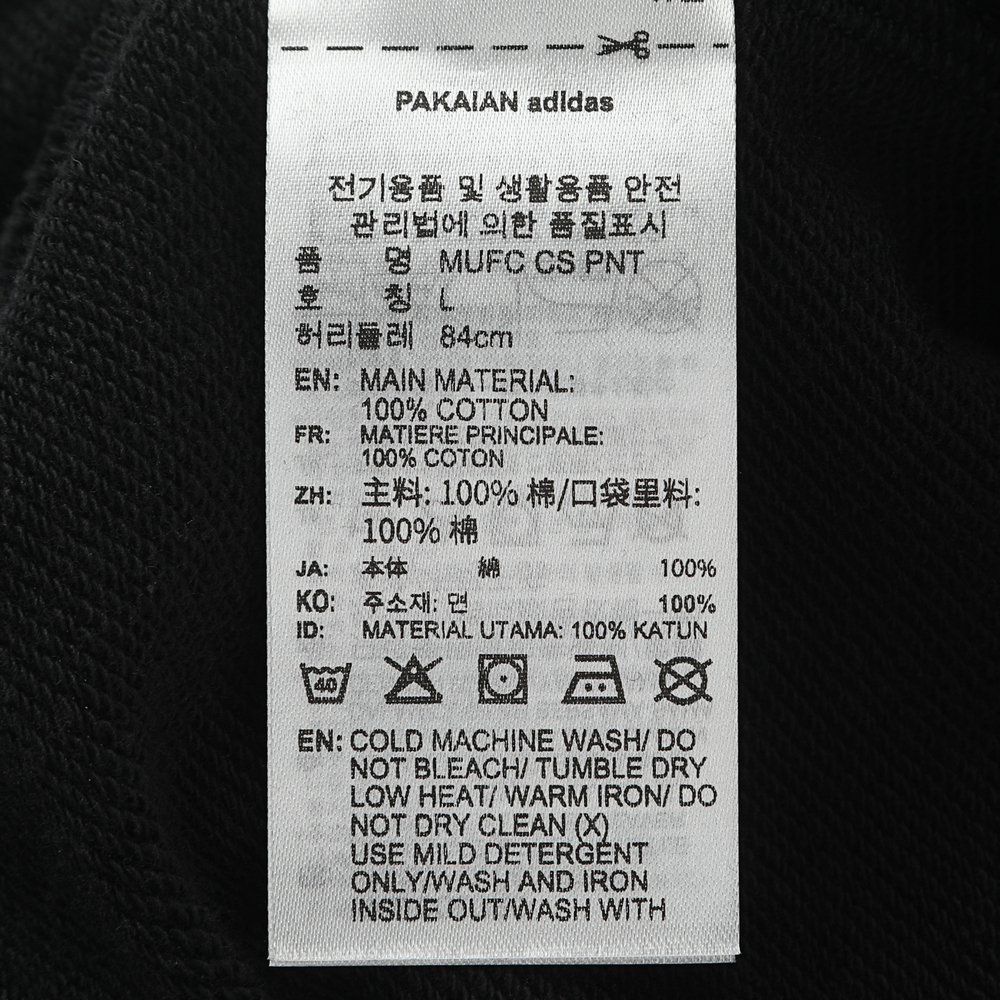 PAKAIAN adidas
전기용품 및 생활용품 안전
관리법에 의한 품질표시
품 명 MUFC CS PNT
호 칭 L
허리둘레 84cm
EN: MAIN MATERIAL:
100% COTTON
FR: MATIERE PRINCIPALE:
100% COTON
ZH: 主料: 100% 棉/口袋里料:
100% 棉
JA: 本体 綿 100%
KO: 주소재: 면 100%
ID: MATERIAL UTAMA: 100% KATUN
40
EN: COLD MACHINE WASH/ DO
NOT BLEACH/ TUMBLE DRY
LOW HEAT/ WARM IRON/ DO
NOT DRY CLEAN (X)
USE MILD DETERGENT
ONLY/WASH AND IRON
INSIDE OUT/WASH WITH